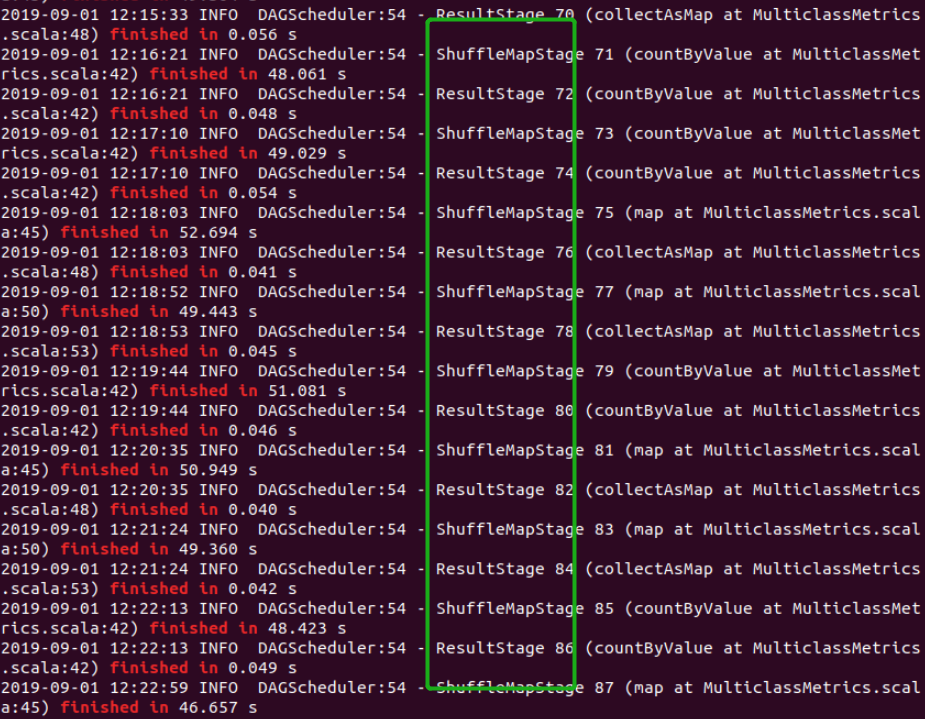 2019-09-01 12:15:33 INFO  DAGScheduler:54 - ResultStage 70 (collectAsMap at MulticlassMetrics
.scala:48) finished in 0.056 s
2019-09-01 12:16:21 INFO  DAGScheduler:54 - ShuffleMapStage 71 (countByValue at MulticlassMet
rics.scala:42) finished in 48.061 s
2019-09-01 12:16:21 INFO  DAGScheduler:54 - ResultStage 72 (countByValue at MulticlassMetrics
.scala:42) finished in 0.048 s
2019-09-01 12:17:10 INFO  DAGScheduler:54 - ShuffleMapStage 73 (countByValue at MulticlassMet
rics.scala:42) finished in 49.029 s
2019-09-01 12:17:10 INFO  DAGScheduler:54 - ResultStage 74 (countByValue at MulticlassMetrics
.scala:42) finished in 0.054 s
2019-09-01 12:18:03 INFO  DAGScheduler:54 - ShuffleMapStage 75 (map at MulticlassMetrics.scal
a:45) finished in 52.694 s
2019-09-01 12:18:03 INFO  DAGScheduler:54 - ResultStage 76 (collectAsMap at MulticlassMetrics
.scala:48) finished in 0.041 s
2019-09-01 12:18:52 INFO  DAGScheduler:54 - ShuffleMapStage 77 (map at MulticlassMetrics.scal
a:50) finished in 49.443 s
2019-09-01 12:18:53 INFO  DAGScheduler:54 - ResultStage 78 (collectAsMap at MulticlassMetrics
.scala:53) finished in 0.045 s
2019-09-01 12:19:44 INFO  DAGScheduler:54 - ShuffleMapStage 79 (countByValue at MulticlassMet
rics.scala:42) finished in 51.081 s
2019-09-01 12:19:44 INFO  DAGScheduler:54 - ResultStage 80 (countByValue at MulticlassMetrics
.scala:42) finished in 0.046 s
2019-09-01 12:20:35 INFO  DAGScheduler:54 - ShuffleMapStage 81 (map at MulticlassMetrics.scal
a:45) finished in 50.949 s
2019-09-01 12:20:35 INFO  DAGScheduler:54 - ResultStage 82 (collectAsMap at MulticlassMetrics
.scala:48) finished in 0.040 s
2019-09-01 12:21:24 INFO  DAGScheduler:54 - ShuffleMapStage 83 (map at MulticlassMetrics.scal
a:50) finished in 49.360 s
2019-09-01 12:21:24 INFO  DAGScheduler:54 - ResultStage 84 (collectAsMap at MulticlassMetrics
.scala:53) finished in 0.042 s
2019-09-01 12:22:13 INFO  DAGScheduler:54 - ShuffleMapStage 85 (countByValue at MulticlassMet
rics.scala:42) finished in 48.423 s
2019-09-01 12:22:13 INFO  DAGScheduler:54 - ResultStage 86 (countByValue at MulticlassMetrics
.scala:42) finished in 0.049 s
2019-09-01 12:22:59 INFO  DAGScheduler:54 - ShuffleMapStage 87 (map at MulticlassMetrics.scal
a:45) finished in 46.657 s